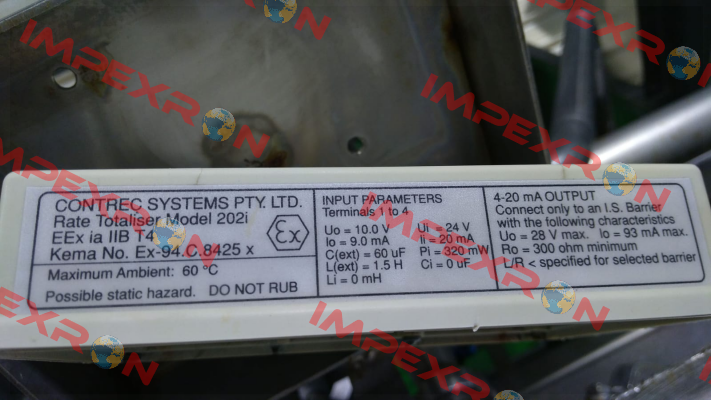 CONTREC SYSTEMS PTY. LTD.
Rate Totaliser Model 202i
EEx ia IIB T4
Kema No. Ex-94.C.8425 x
Ex
Maximum Ambient: 60 °C
Possible static hazard. DO NOT RUB
INPUT PARAMETERS
Terminals 1 to 4
Uo = 10.0 V Ui = 24 V
Io = 9.0 mA Ii = 20 mA
C(ext) = 60 uF Pi = 320 mW
L(ext) = 1.5 H Ci = 0 uF
Li = 0 mH
4-20 mA OUTPUT
Connect only to an I.S. Barrier
with the following characteristics
Uo = 28 V max. Io = 93 mA max.
Ro = 300 ohm minimum
L/R < specified for selected barrier
IMPEXRON
IMPEXRON
IMPEXRON
IMPEXRON
IMPEXRON
IMPEXRON